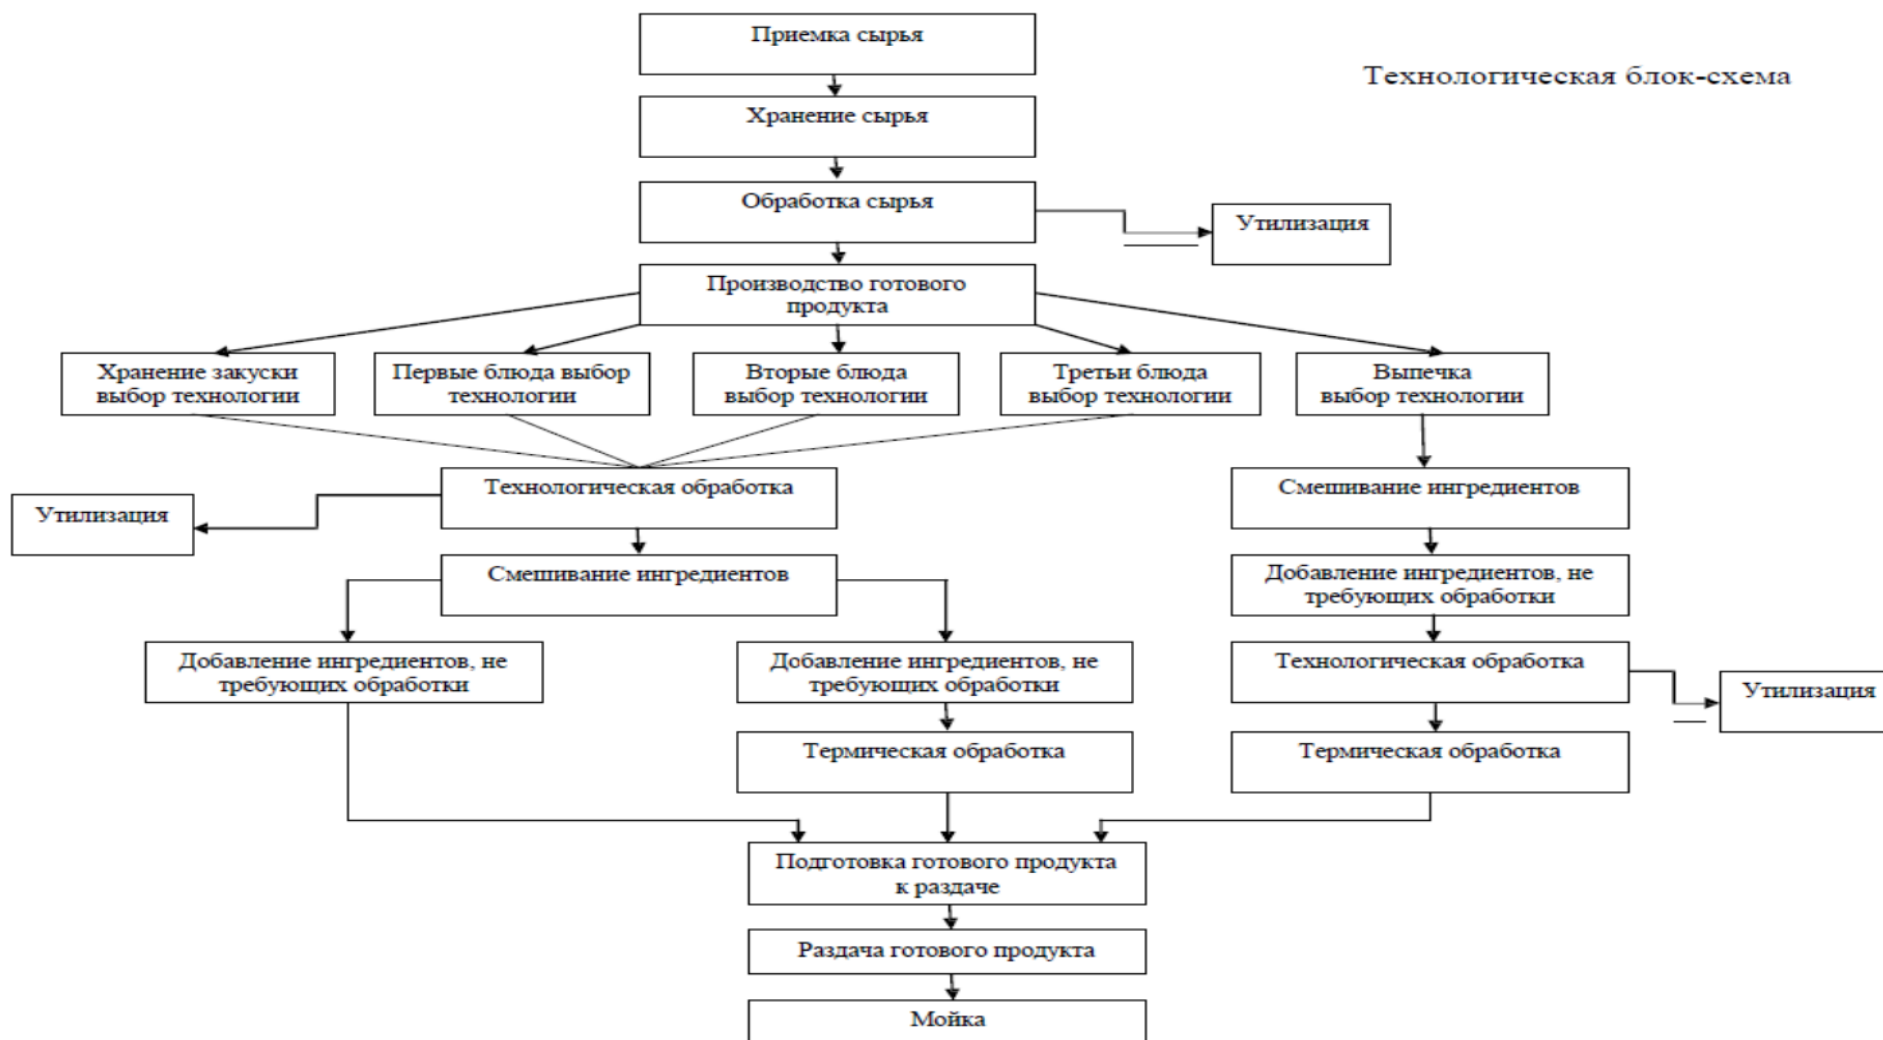 Приемка сырья
Технологическая блок-схема
Хранение сырья
Обработка сырья
Утилизация
Производство готового
продукта
Хранение закуски
выбор технологии
Первые блюда выбор
технологии
Вторые блюда
выбор технологии
Третьи блюда
выбор технологии
Выпечка
выбор технологии
Технологическая обработка
Смешивание ингредиентов
Утилизация
Смешивание ингредиентов
Добавление ингредиентов, не
требующих обработки
Добавление ингредиентов, не
требующих обработки
Добавление ингредиентов, не
требующих обработки
Технологическая обработка
Утилизация
Термическая обработка
Термическая обработка
Подготовка готового продукта
к раздаче
Раздача готового продукта
Мойка